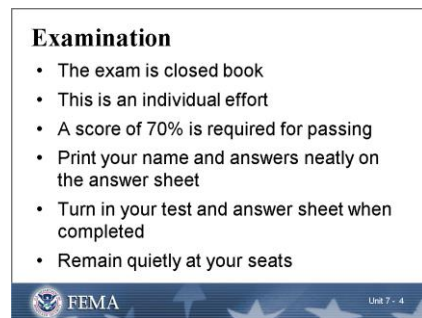 Examination
• The exam is closed book
• This is an individual effort
• A score of 70% is required for passing
• Print your name and answers neatly on
the answer sheet
• Turn in your test and answer sheet when
completed
• Remain quietly at your seats
FEMA
Unit 7 - 4